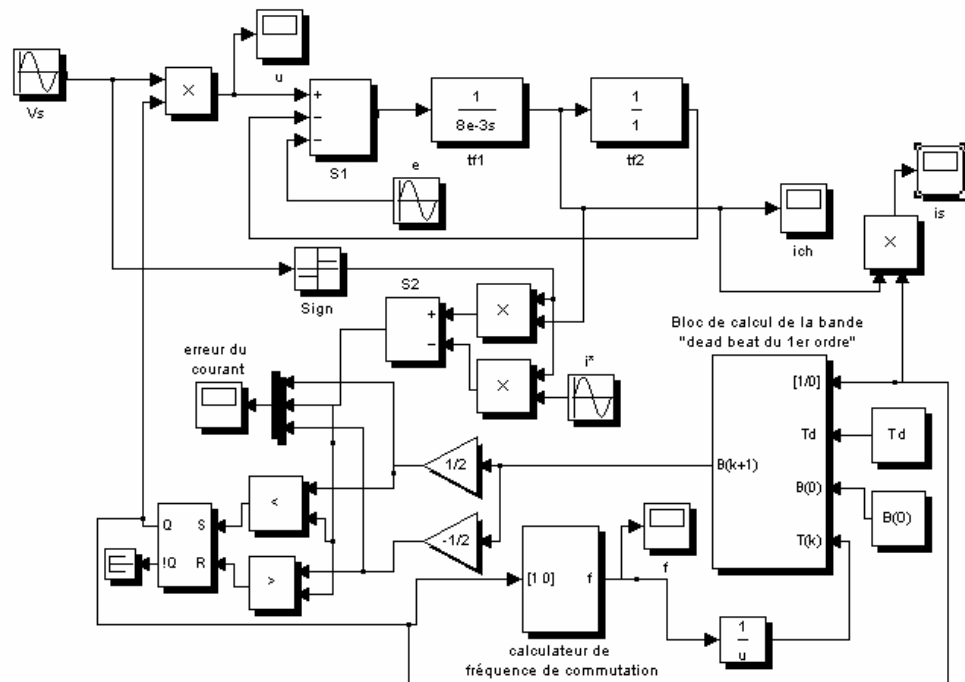 Vs
×
u
+
−
−
S1
1
8e-3s
tf1
1
1
tf2
e
ich
×
is
Sign
S2
+
−
×
×
i*
erreur du
courant
Bloc de calcul de la bande
"dead beat du 1er ordre"
[1/0]
Td
B(0)
T(k)
B(k+1)
Td
B(0)
1/2
-1/2
<
>
Q
S
!Q
R
[1 0]
f
f
1
u
calculateur de
fréquence de commutation